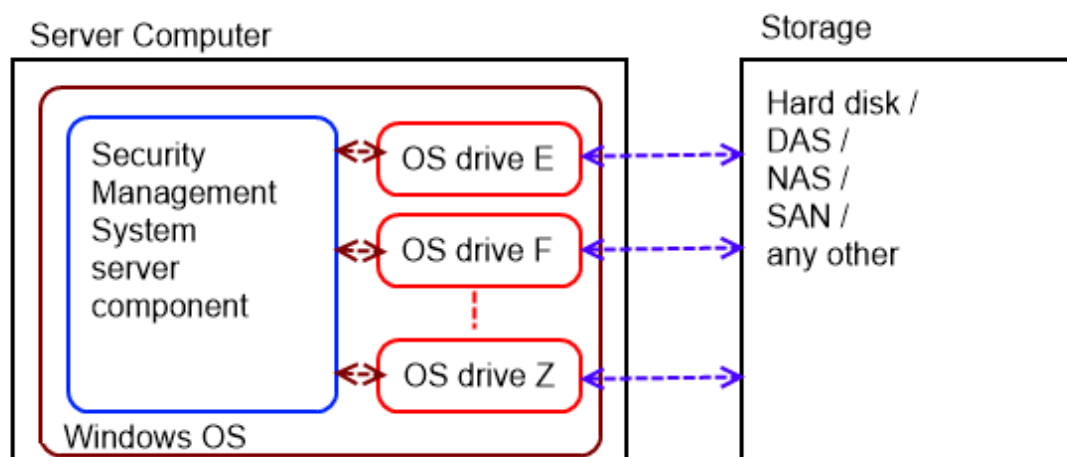 Server Computer
Storage
Security
Management
System
server
component
OS drive E
OS drive F
OS drive Z
Windows OS
Hard disk /
DAS /
NAS /
SAN /
any other